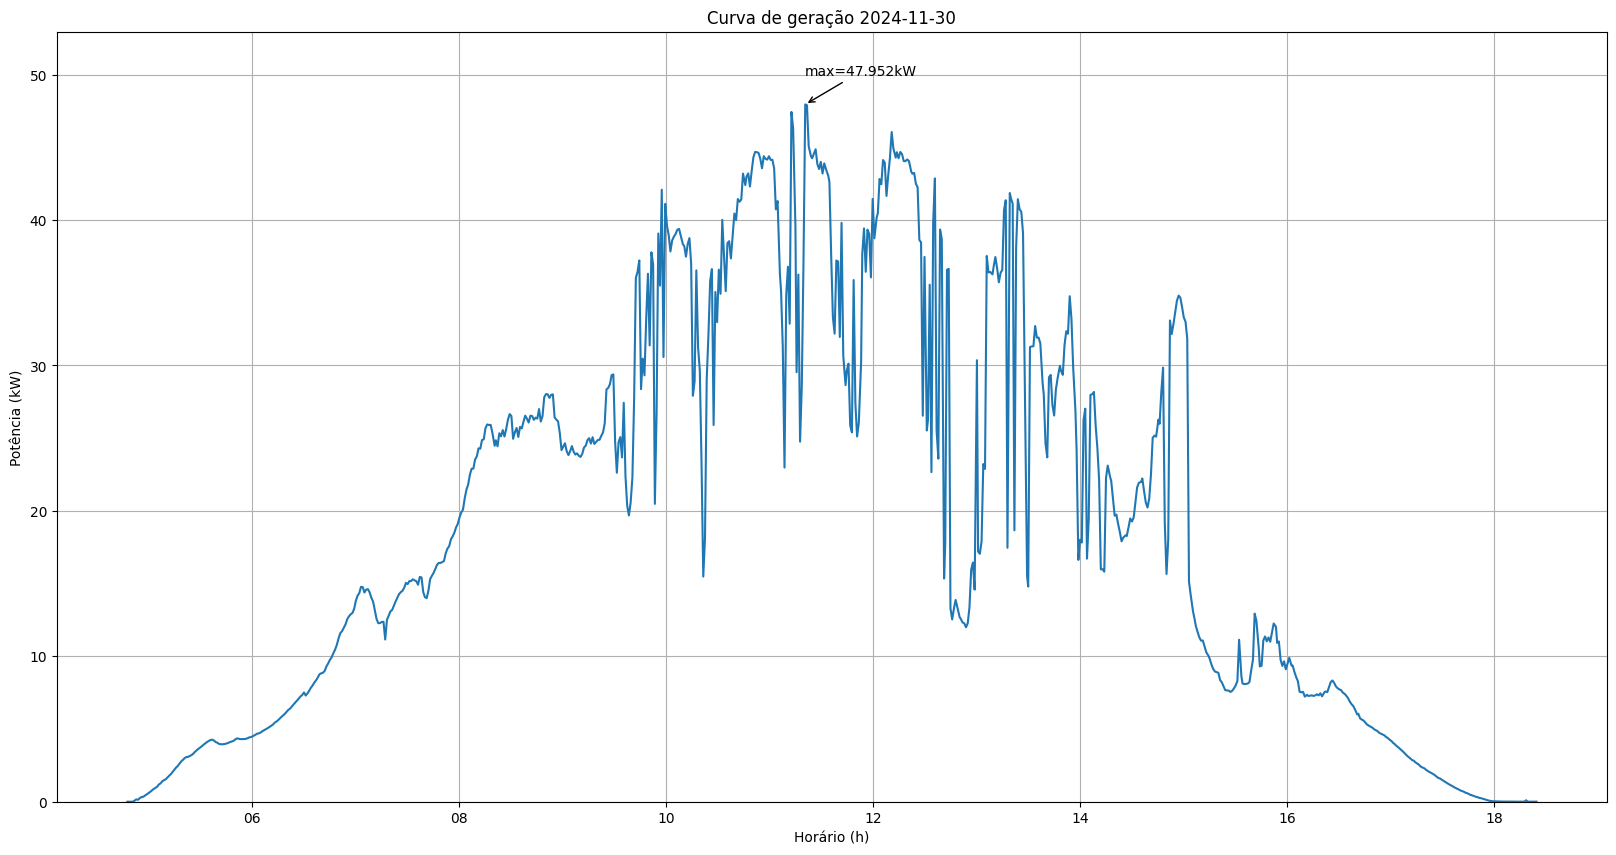 Curva de geração 2024-11-30
max=47.952kW
Potência (kW)
50
40
30
20
10
0
06 08 10 12 14 16 18
Horário (h)